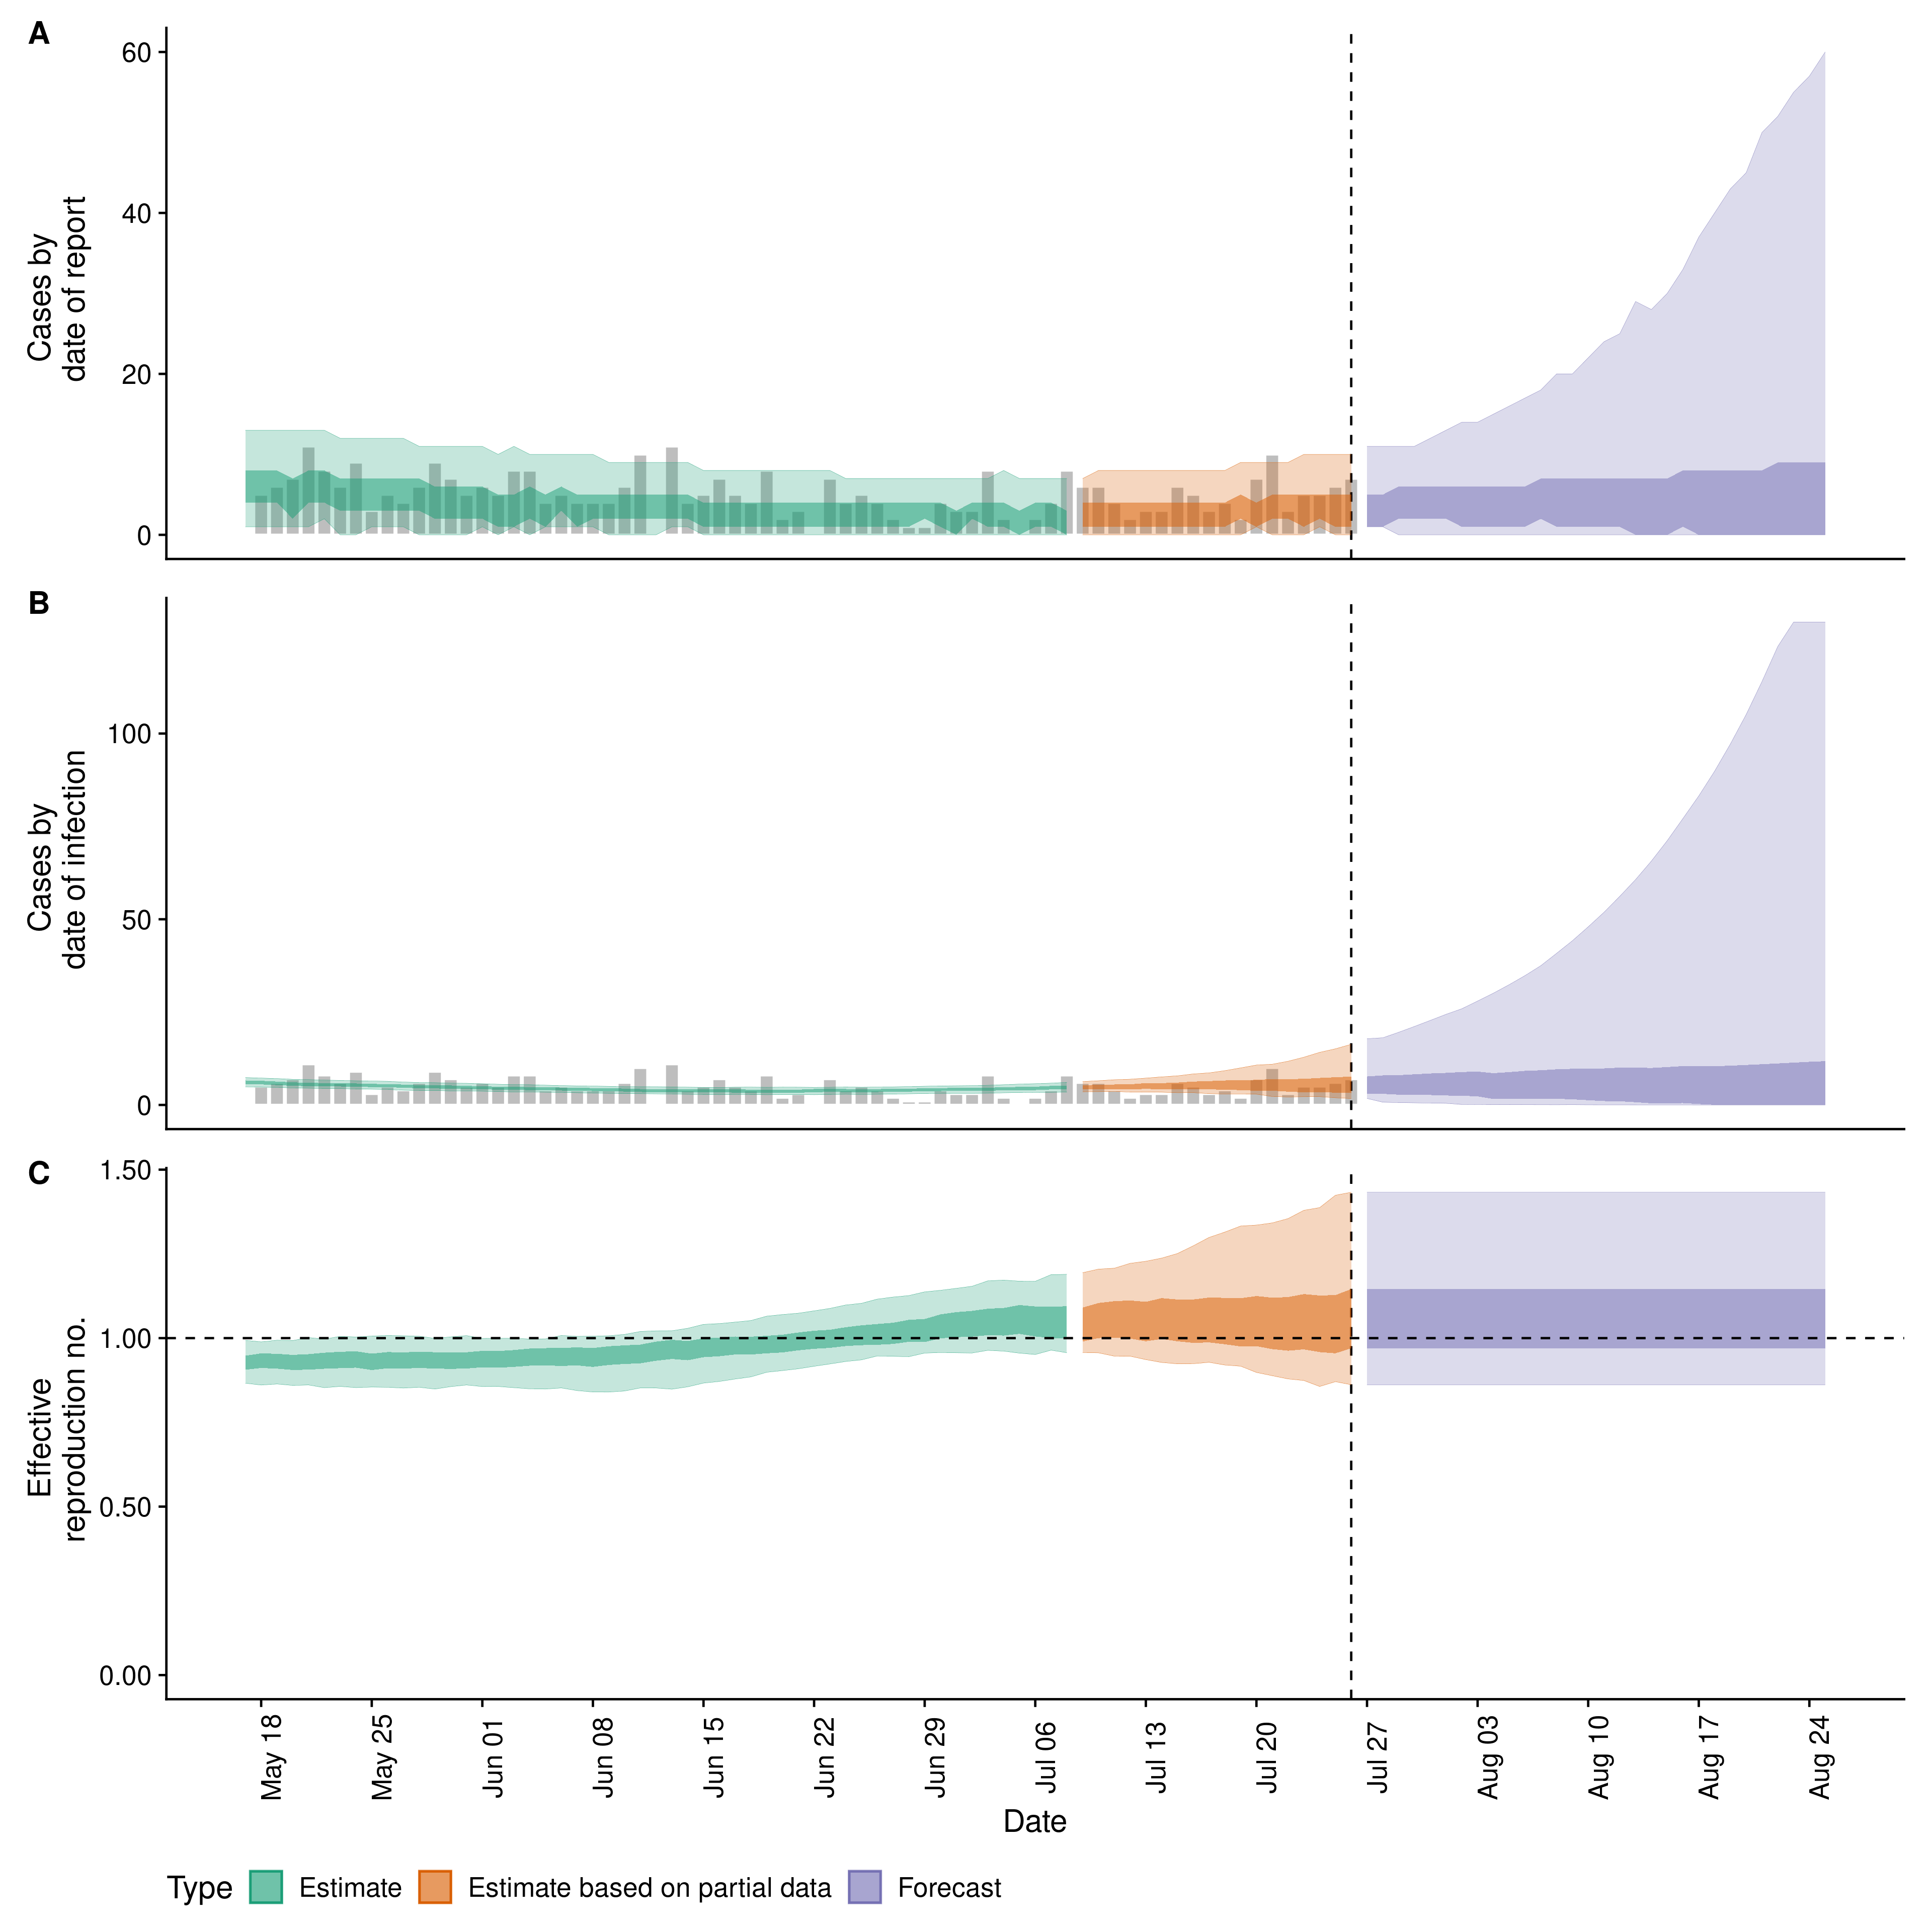 A
60
40
20
0
Cases by
date of report
B
100
50
0
Cases by
date of infection
C
1.50
1.00
0.50
0.00
Effective
reproduction no.
May 18
May 25
Jun 01
Jun 08
Jun 15
Jun 22
Jun 29
Jul 06
Jul 13
Jul 20
Jul 27
Aug 03
Aug 10
Aug 17
Aug 24
Date
Type Estimate Estimate based on partial data Forecast